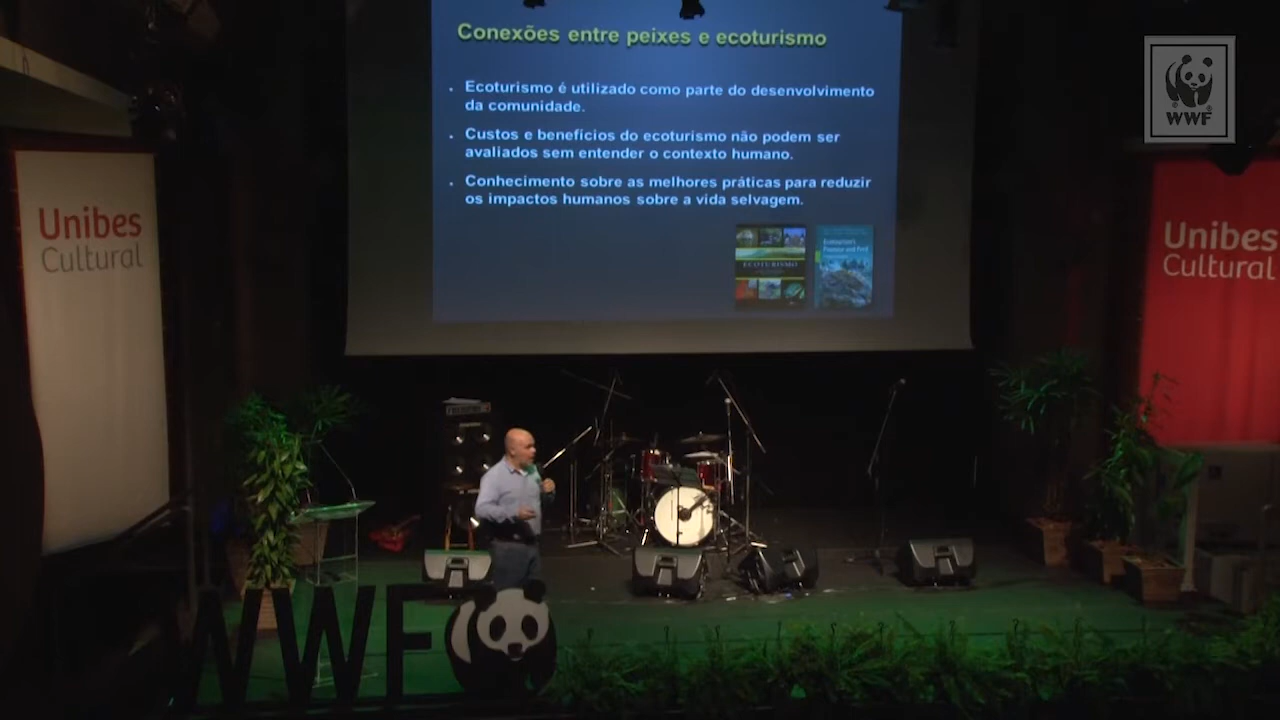 Conexões entre peixes e ecoturismo
. Ecoturismo é utilizado como parte do desenvolvimento
da comunidade.
. Custos e benefícios do ecoturismo não podem ser
avaliados sem entender o contexto humano.
. Conhecimento sobre as melhores práticas para reduzir
os impactos humanos sobre a vida selvagem.
ECOTURISMO
WWF
Unibes
Cultural
Unibes
Cultural
WWF